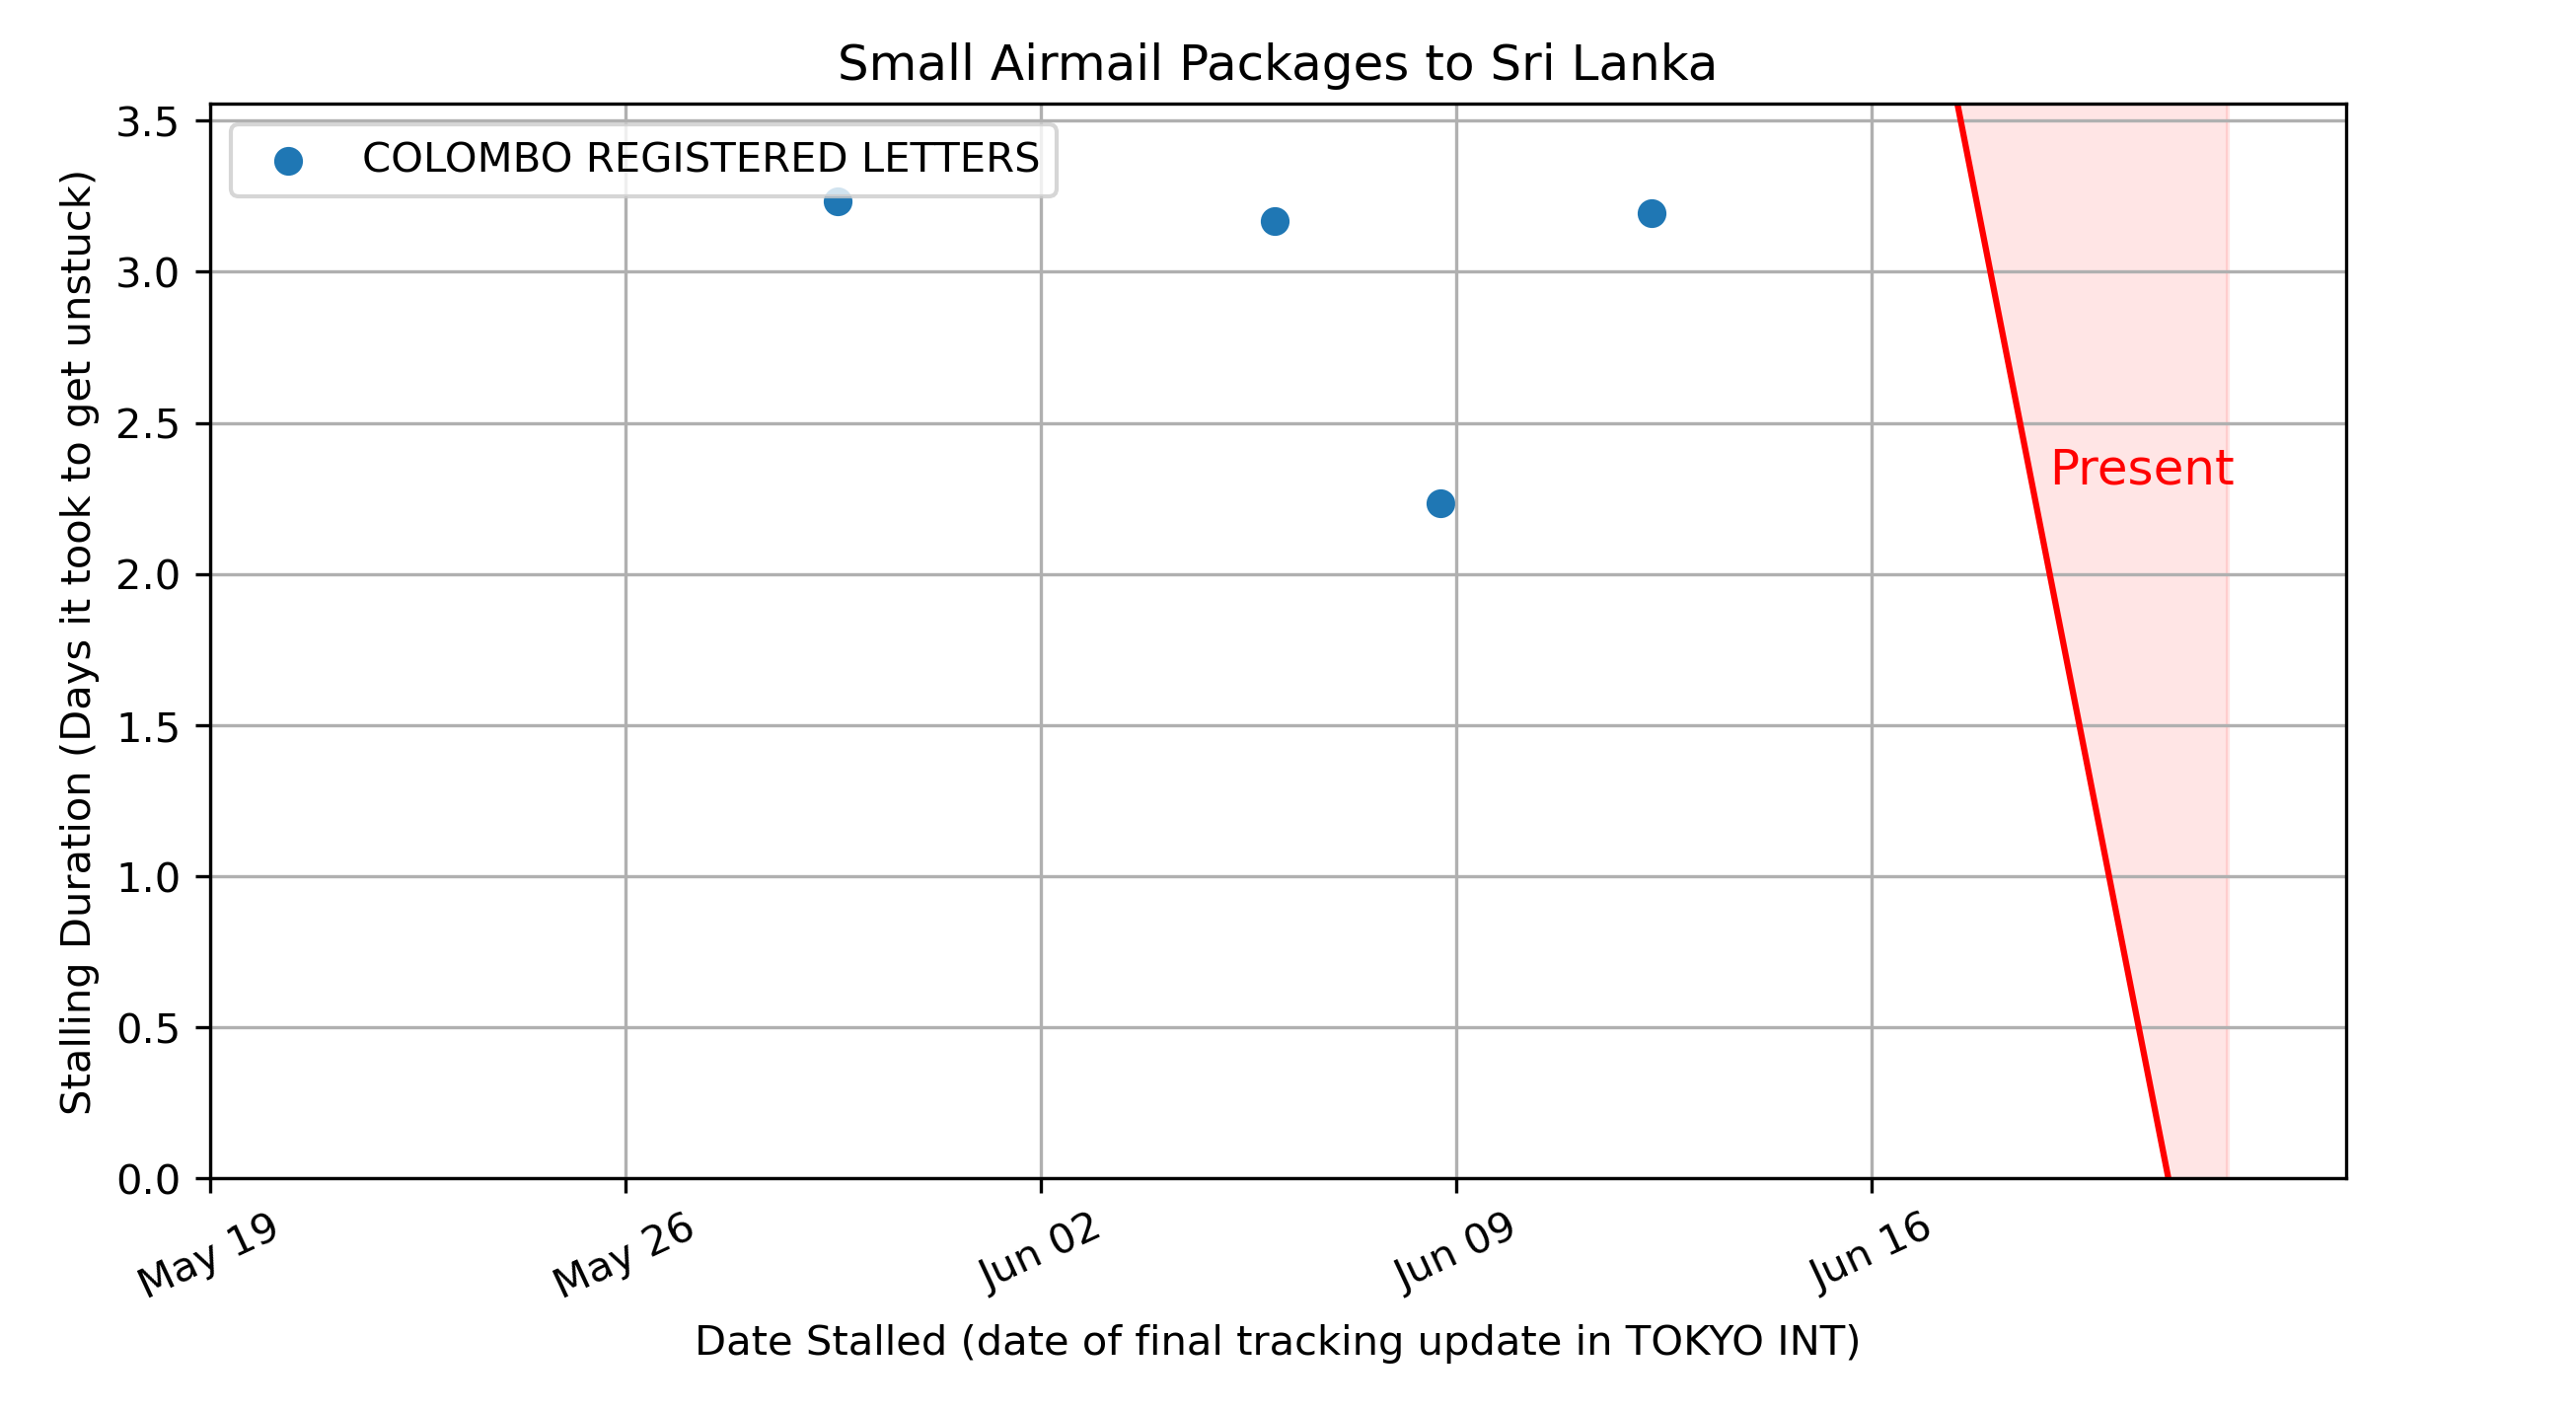 Small Airmail Packages to Sri Lanka
COLOMBO REGISTERED LETTERS
Stalling Duration (Days it took to get unstuck)
3.5
3.0
2.5
2.0
1.5
1.0
0.5
0.0
Present
May 19
May 26
Jun 02
Jun 09
Jun 16
Date Stalled (date of final tracking update in TOKYO INT)